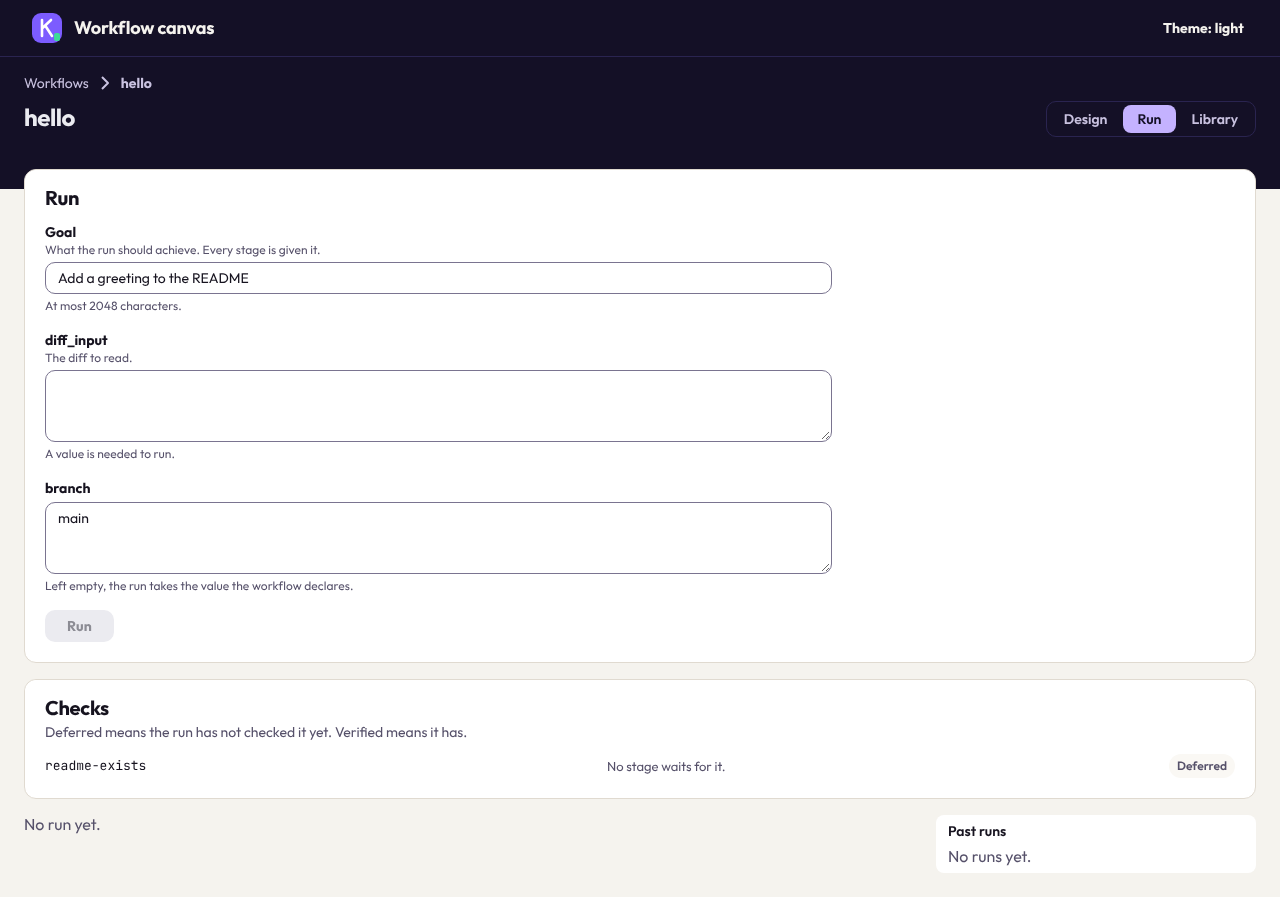 Workflow canvas
Theme: light
Workflows > hello
hello
Design Run Library
Run
Goal
What the run should achieve. Every stage is given it.
Add a greeting to the README
At most 2048 characters.
diff_input
The diff to read.
A value is needed to run.
branch
main
Left empty, the run takes the value the workflow declares.
Run
Checks
Deferred means the run has not checked it yet. Verified means it has.
readme-exists No stage waits for it. Deferred
No run yet.
Past runs
No runs yet.